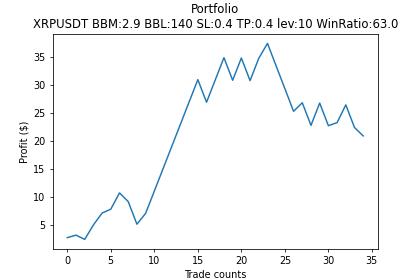 Portfolio
XRPUSDT BBM:2.9 BBL:140 SL:0.4 TP:0.4 lev:10 WinRatio:63.0
35
30
25
20
15
10
5
Profit ($)
0 5 10 15 20 25 30 35
Trade counts